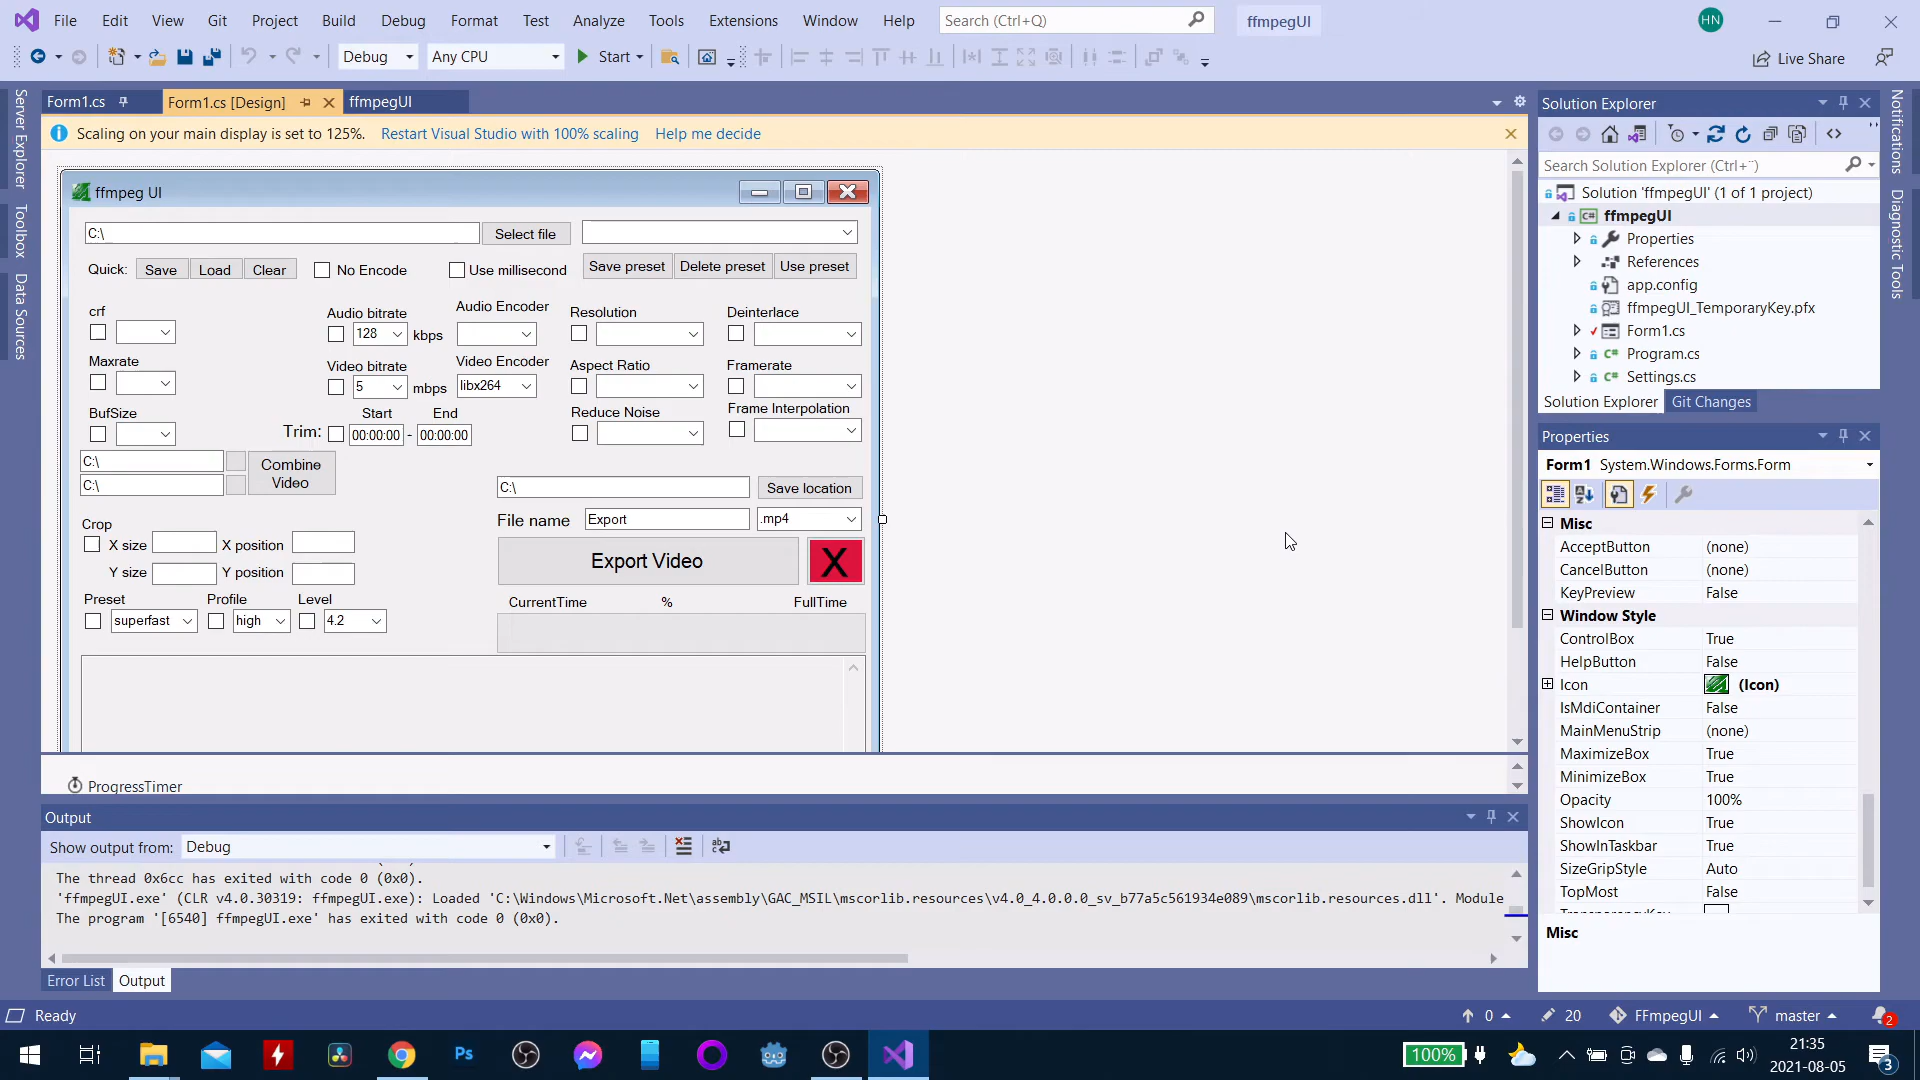 File Edit View Git Project Build Debug Format Test Analyze Tools Extensions Window Help Search (Ctrl+Q) ffmpegUI HN
Debug Any CPU Start Live Share
Server Explorer
Toolbox
Data Sources
Form1.cs Form1.cs [Design] ffmpegUI
Scaling on your main display is set to 125%. Restart Visual Studio with 100% scaling Help me decide
ffmpeg UI
C:\ Select file
Quick: Save Load Clear No Encode Use millisecond Save preset Delete preset Use preset
crf Audio bitrate Audio Encoder Resolution Deinterlace
128 kbps
Maxrate Video bitrate Video Encoder Aspect Ratio Framerate
5 mbps libx264
BufSize Start End Reduce Noise Frame Interpolation
Trim: 00:00:00 - 00:00:00
C:\ Combine Video
C:\
C:\ Save location
File name Export .mp4
Crop
X size X position
Y size Y position
Export Video X
Preset Profile Level CurrentTime % FullTime
superfast high 4.2
ProgressTimer
Output
Show output from: Debug
The thread 0x6cc has exited with code 0 (0x0).
'ffmpegUI.exe' (CLR v4.0.30319: ffmpegUI.exe): Loaded 'C:\Windows\Microsoft.Net\assembly\GAC_MSIL\mscorlib.resources\v4.0_4.0.0.0_sv_b77a5c561934e089\mscorlib.resources.dll'. Module
The program '[6540] ffmpegUI.exe' has exited with code 0 (0x0).
Error List Output
Solution Explorer
Search Solution Explorer (Ctrl+¨)
Solution 'ffmpegUI' (1 of 1 project)
ffmpegUI
Properties
References
app.config
ffmpegUI_TemporaryKey.pfx
Form1.cs
Program.cs
Settings.cs
Solution Explorer Git Changes
Properties
Form1 System.Windows.Forms.Form
Misc
AcceptButton (none)
CancelButton (none)
KeyPreview False
Window Style
ControlBox True
HelpButton False
Icon (Icon)
IsMdiContainer False
MainMenuStrip (none)
MaximizeBox True
MinimizeBox True
Opacity 100%
ShowIcon True
ShowInTaskbar True
SizeGripStyle Auto
TopMost False
Misc
Notifications
Diagnostic Tools
Ready 0 20 FFmpegUI master 2
Ps 100% 21:35
2021-08-05 3